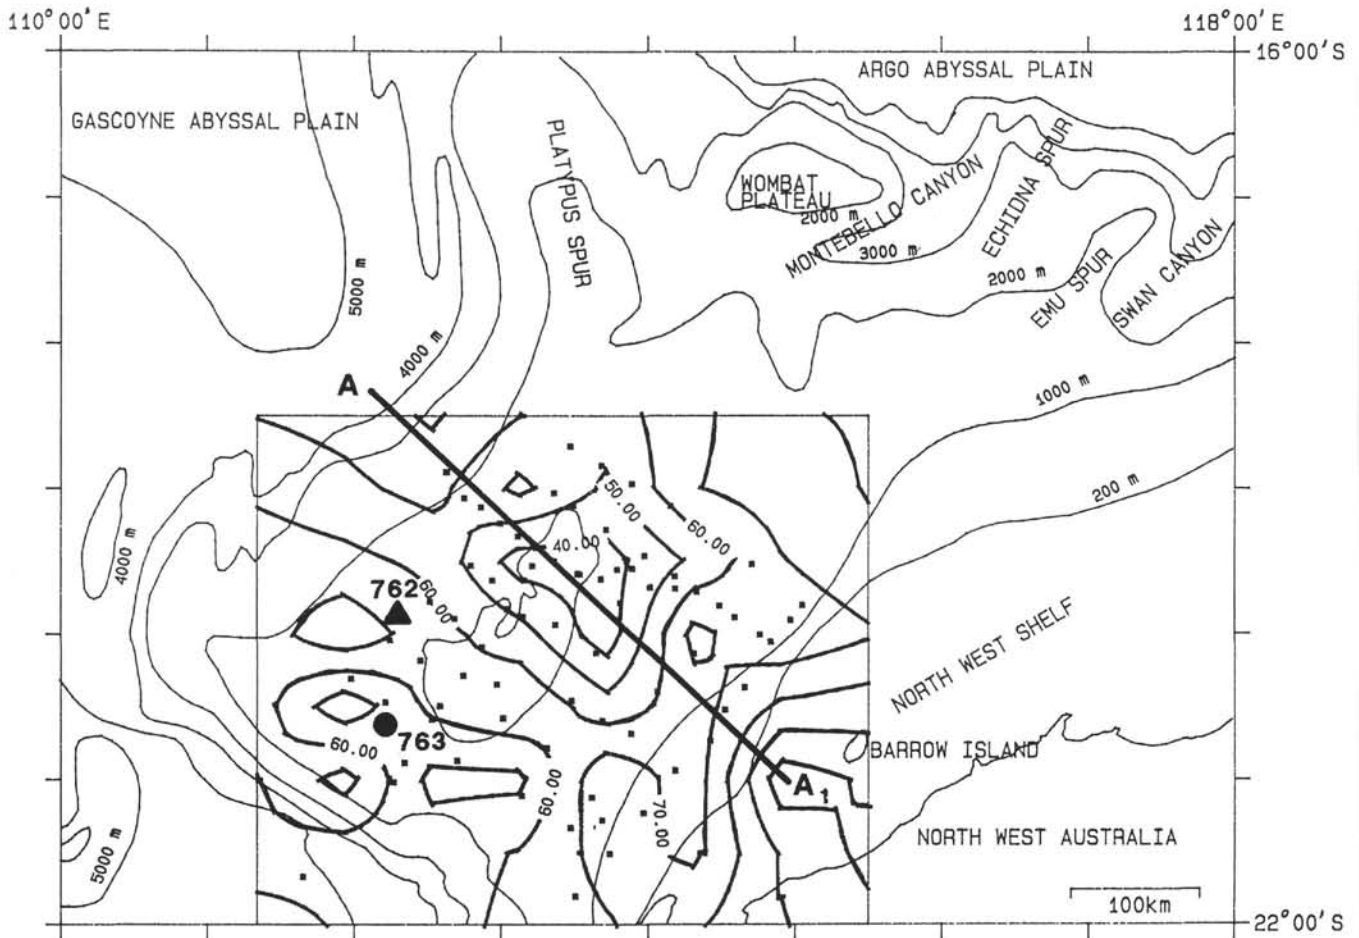 110°00'E
118°00'E
16°00'S
ARGO ABYSSAL PLAIN
GASCOYNE ABYSSAL PLAIN
PLATYPUS SPUR
WOMBAT
PLATEAU
2000 m
MONTEBELLO CANYON
3000 m
ECHIDNA SPUR
2000 m
EMU SPUR
SWAN CANYON
5000 m
4000 m
A
1000 m
200 m
50.00
60.00
40.00
4000 m
762
60.00
NORTH WEST SHELF
763
60.00
BARROW ISLAND
A1
60.00
70.00
5000 m
NORTH WEST AUSTRALIA
100km
22°00'S